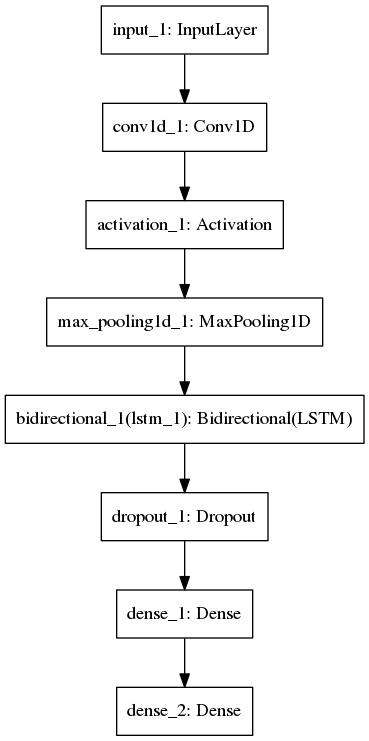 input_1: InputLayer
conv1d_1: Conv1D
activation_1: Activation
max_pooling1d_1: MaxPooling1D
bidirectional_1(lstm_1): Bidirectional(LSTM)
dropout_1: Dropout
dense_1: Dense
dense_2: Dense